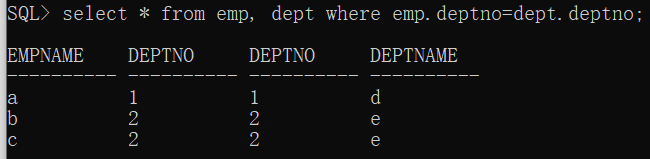 SQL> select * from emp, dept where emp.deptno=dept.deptno;
EMPNAME    DEPTNO     DEPTNO     DEPTNAME
---------- ---------- ---------- ----------
a          1          1          d
b          2          2          e
c          2          2          e